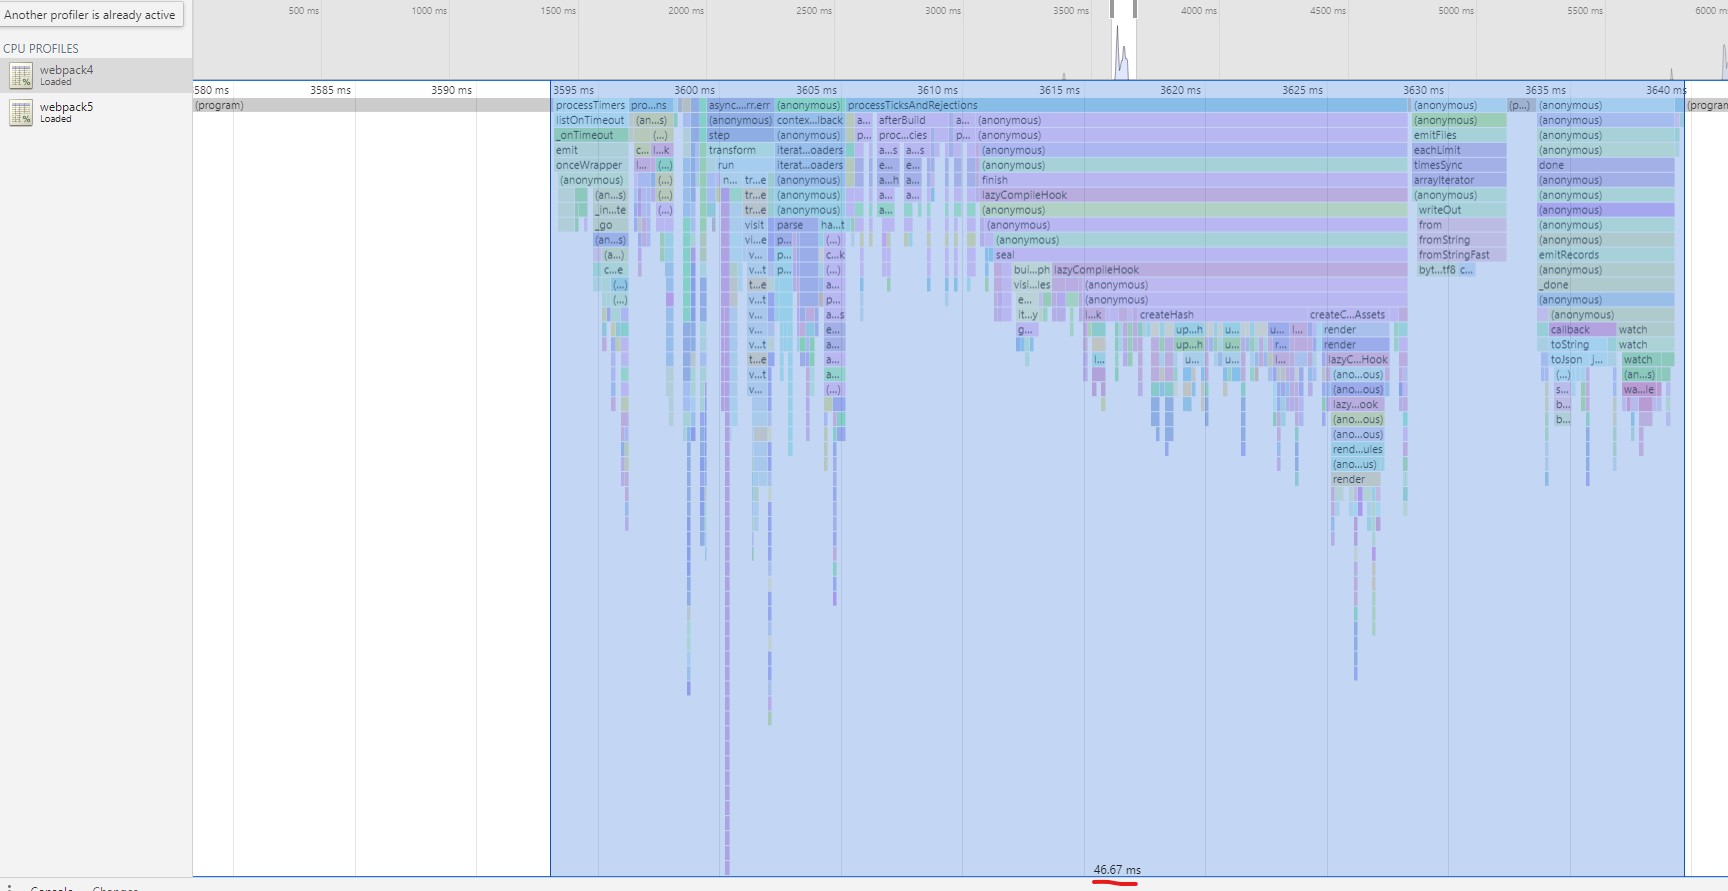 Another profiler is already active
500 ms 1000 ms 1500 ms 2000 ms 2500 ms 3000 ms 3500 ms 4000 ms 4500 ms 5000 ms 5500 ms
CPU PROFILES
webpack4
Loaded
webpack5
Loaded
580 ms 3585 ms 3590 ms 3595 ms 3600 ms 3605 ms 3610 ms 3615 ms 3620 ms 3625 ms 3630 ms 3635 ms 3640 ms
(program) processTimers pro...ns async....rr.err (anonymous) processTicksAndRejections (anonymous) (p...) (anonymous) (progran
listOnTimeout (an...s) (anonymous) contex...lback a... afterBuild a... (anonymous) (anonymous) (anonymous)
_onTimeout (...) step (anonymous) p... proc...cies p... (anonymous) emitFiles (anonymous)
emit c... l...k transform iterat...oaders a...s a...s (anonymous) eachLimit (anonymous)
onceWrapper l... (...) run iterat...oaders e... e... (anonymous) timesSync done
(anonymous) (...) n... tr...e (anonymous) a...h a... finish arrayIterator (anonymous)
(an...s) (...) tr...e (anonymous) a... a... lazyCompileHook (anonymous) (anonymous)
_in...te (...) tr...e (anonymous) a... (anonymous) writeOut (anonymous)
_go visit parse ha...t (anonymous) from (anonymous)
(an...s) vi...e p... (...) (anonymous) fromString (anonymous)
(a...) v... p... c...k seal fromStringFast emitRecords
c...e v...t p... (...) bui...ph lazyCompileHook byt...tf8 c... (anonymous)
(...) t...e a... visi...les (anonymous) _done
(...) v...t p... e... (anonymous) (anonymous)
v... a...s it...y l...k createHash createC...Assets (anonymous)
v...t e... g... up...h u... u... l... render callback watch
v...t a... up...h u... r... render toString watch
t...e a... l... u... u... l... lazyC...Hook toJson j... watch
v...t a... (ano...ous) (...) (an...s)
v... (...) (ano...ous) s... wa...le
lazy...ook b...
(ano...ous) b...
(ano...ous)
rend...ules
(ano...us)
render
46.67 ms